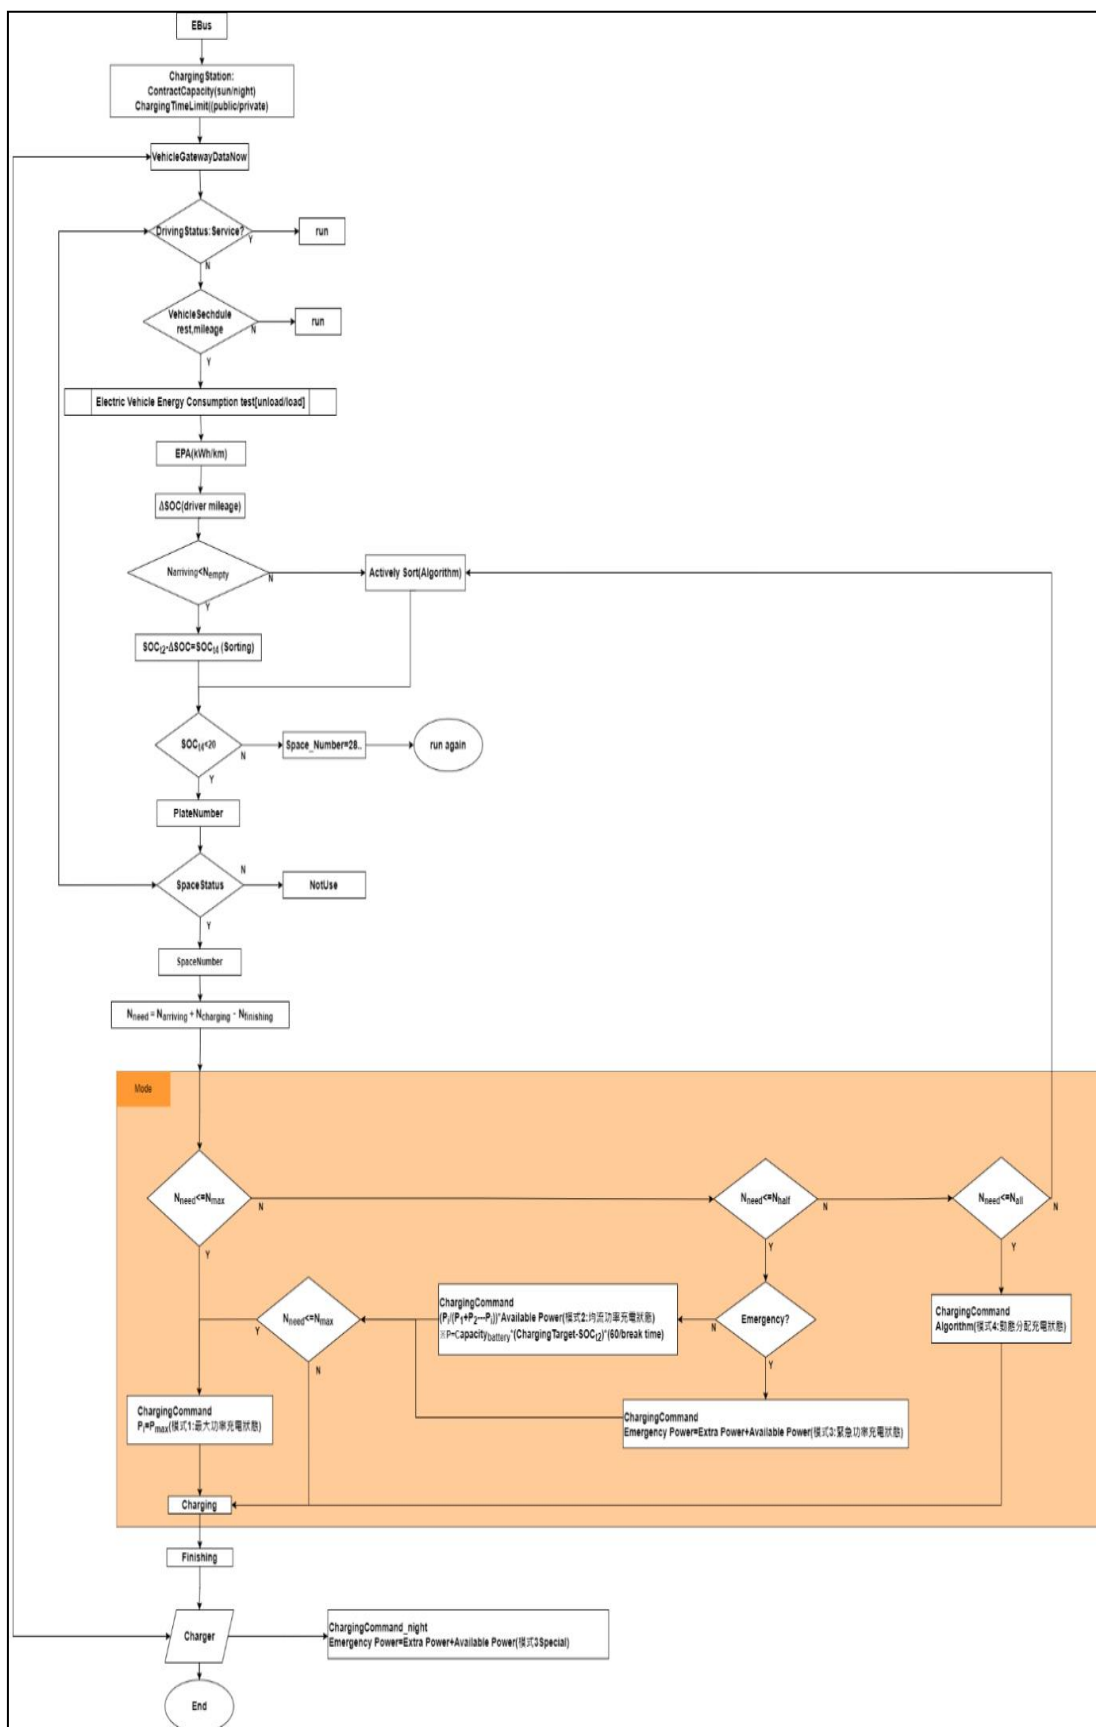 EBus
ChargingStation:
ContractCapacity(sun/night)
ChargingTimeLimit((public/private)
VehicleGatewayDataNow
DrivingStatus:Service?
Y
run
N
VehicleSechdule
rest,mileage
N
run
Y
Electric Vehicle Energy Consumption test[unload/load]
EPA(kWh/km)
ΔSOC(driver mileage)
Narriving<Nempty
N
Actively Sort(Algorithm)
Y
SOCt2-ΔSOC=SOCt4 (Sorting)
SOCt4<20
N
Space_Number=28..
run again
Y
PlateNumber
SpaceStatus
N
NotUse
Y
SpaceNumber
Nneed = Narriving + Ncharging - Nfinishing
Mode
Nneed<=Nmax
N
Nneed<=Nhalf
N
Nneed<=Nall
N
Y
Y
Y
ChargingCommand
(Pi/(P1+P2---Pi))*Available Power(模式2:均流功率充電狀態)
※P=Capacitybattery*(ChargingTarget-SOCt2)*(60/break time)
Nneed<=Nmax
Y
N
Emergency?
N
Y
ChargingCommand
Algorithm(模式4:動態分配充電狀態)
ChargingCommand
Pi=Pmax(模式1:最大功率充電狀態)
ChargingCommand
Emergency Power=Extra Power+Available Power(模式3:緊急功率充電狀態)
Charging
Finishing
Charger
ChargingCommand_night
Emergency Power=Extra Power+Available Power(模式3Special)
End